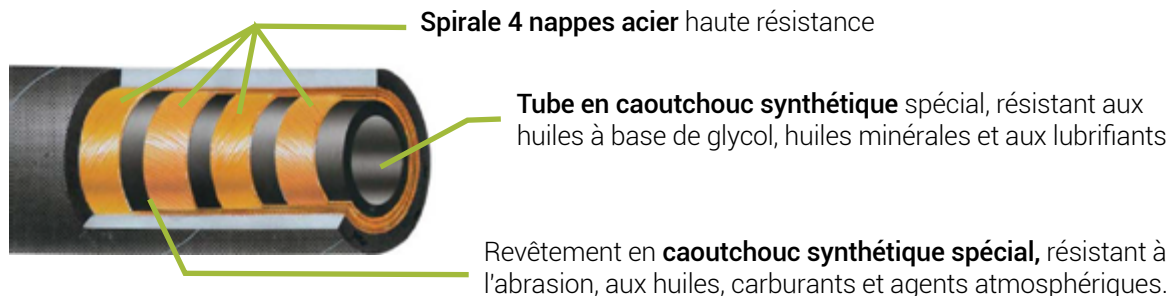 Spirale 4 nappes acier haute résistance
Tube en caoutchouc synthétique spécial, résistant aux
huiles à base de glycol, huiles minérales et aux lubrifiants
Revêtement en caoutchouc synthétique spécial, résistant à
l'abrasion, aux huiles, carburants et agents atmosphériques.